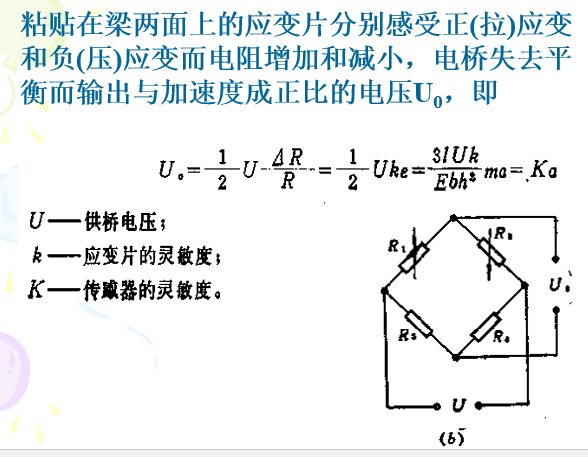 粘贴在梁两面上的应变片分别感受正(拉)应变
和负(压)应变而电阻增加和减小，电桥失去平
衡而输出与加速度成正比的电压U₀，即
U₀=1/2 U ΔR/R=1/2 Ukε=3lUk/Ebh² ma=Ka
U——供桥电压；
k——应变片的灵敏度；
K——传感器的灵敏度。
R₁
R₂
U₀
R₃
R₄
U
(b)